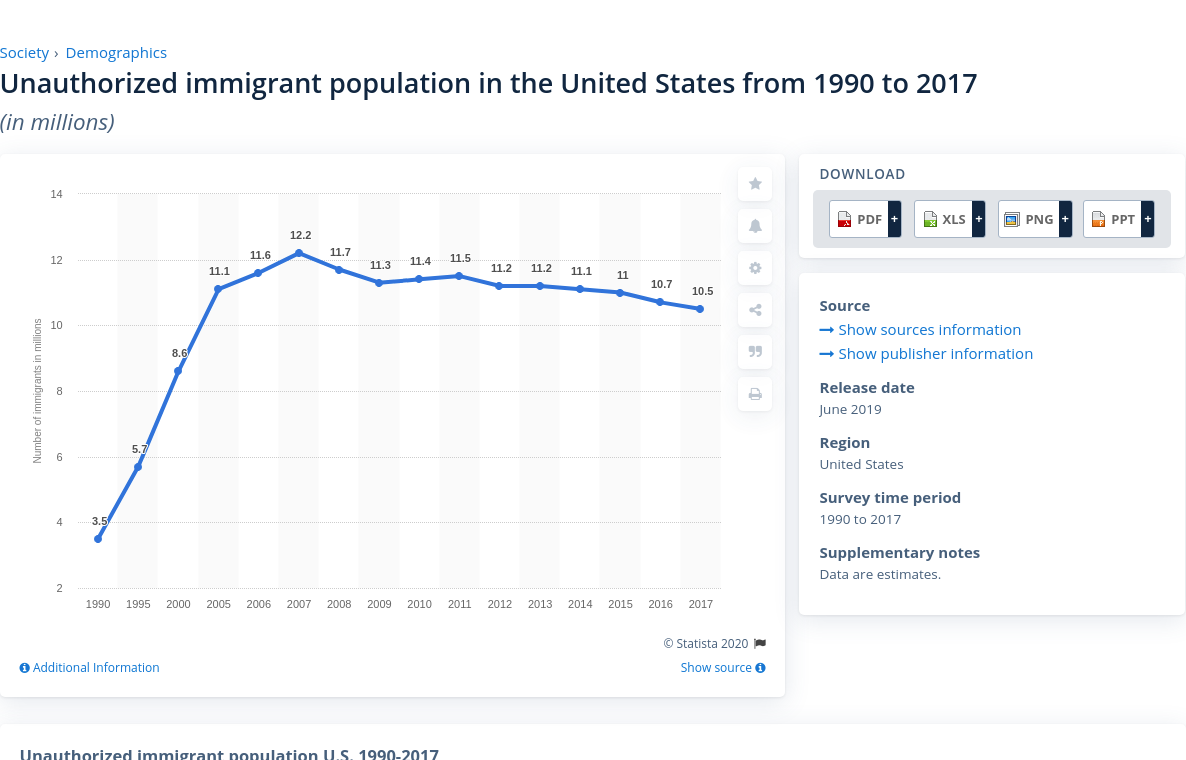 Society › Demographics
Unauthorized immigrant population in the United States from 1990 to 2017
(in millions)
14
12
10
8
6
4
2
Number of immigrants in millions
3.5
5.7
8.6
11.1
11.6
12.2
11.7
11.3
11.4
11.5
11.2
11.2
11.1
11
10.7
10.5
1990 1995 2000 2005 2006 2007 2008 2009 2010 2011 2012 2013 2014 2015 2016 2017
© Statista 2020
Additional Information
Show source
DOWNLOAD
PDF + XLS + PNG + PPT +
Source
Show sources information
Show publisher information
Release date
June 2019
Region
United States
Survey time period
1990 to 2017
Supplementary notes
Data are estimates.
Unauthorized immigrant population U.S. 1990-2017